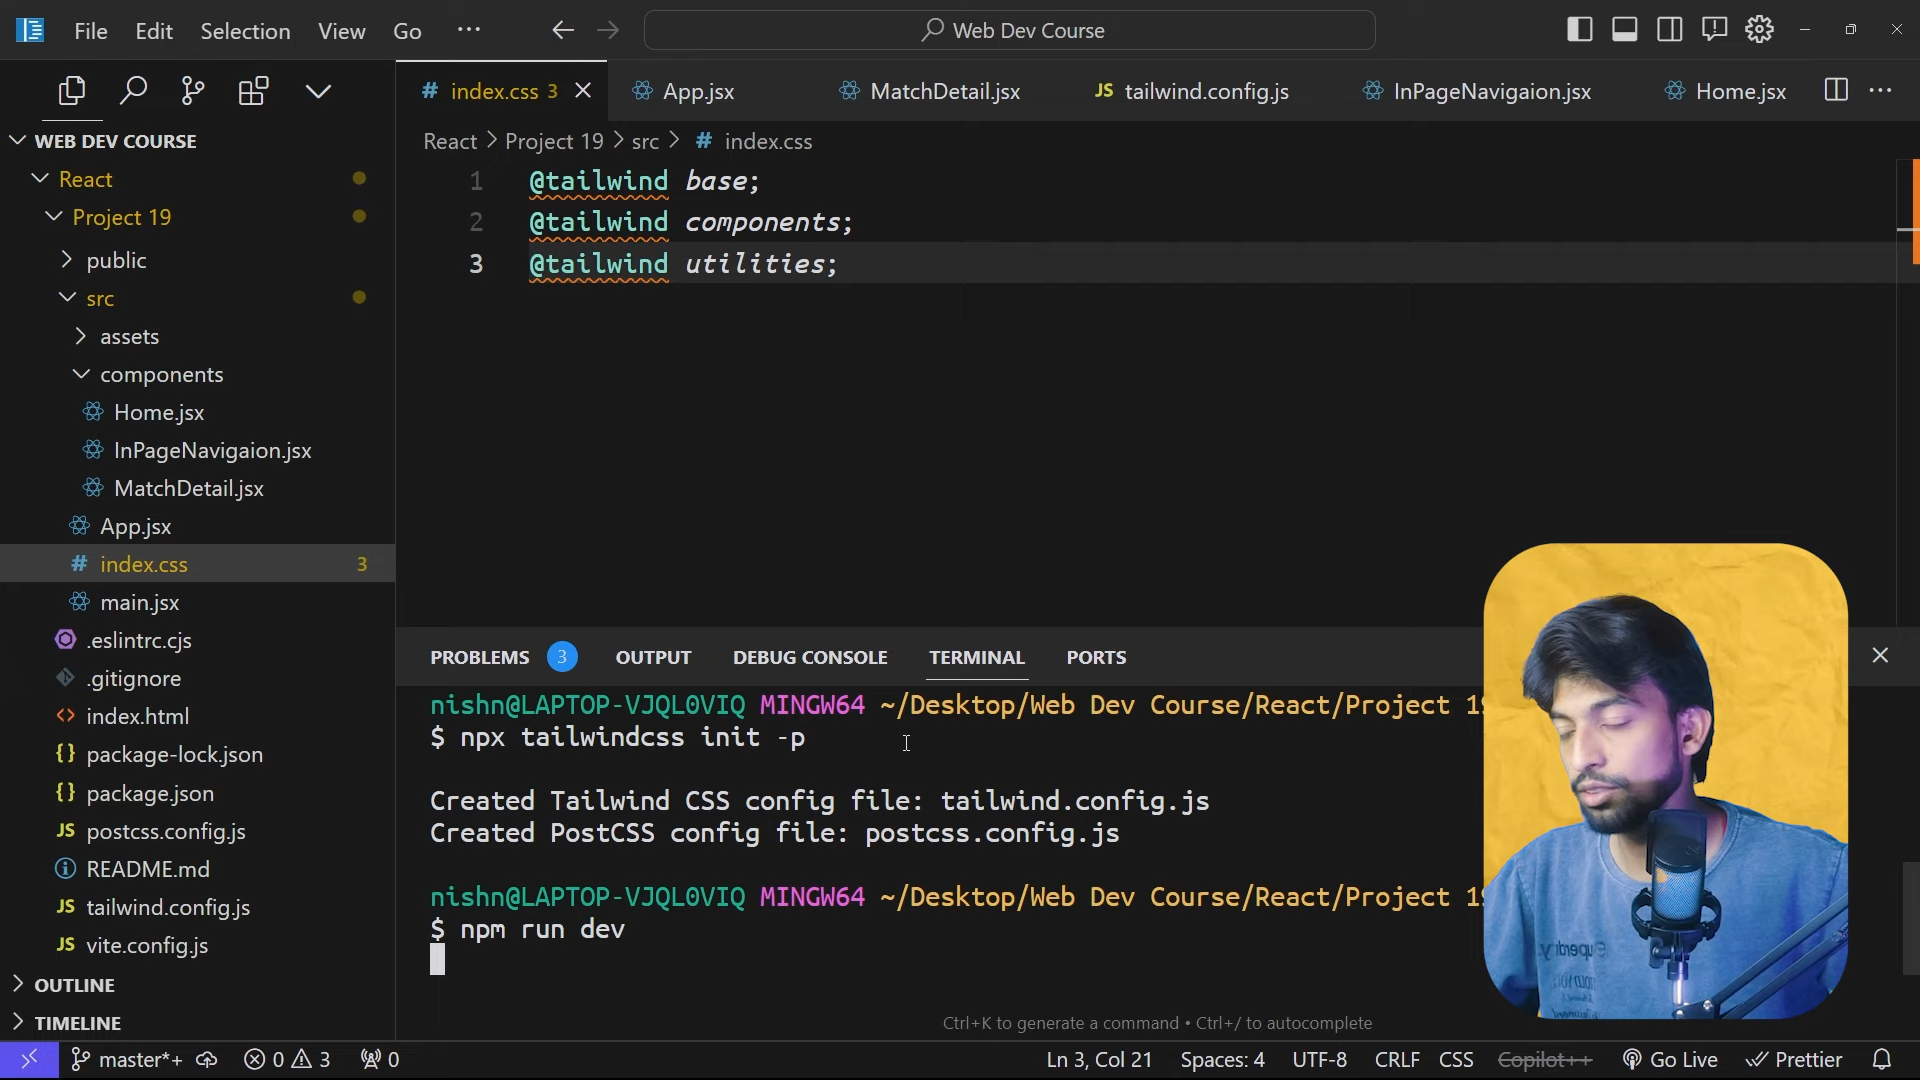 File Edit Selection View Go ···
Web Dev Course
WEB DEV COURSE
React
Project 19
public
src
assets
components
Home.jsx
InPageNavigaion.jsx
MatchDetail.jsx
App.jsx
# index.css 3
main.jsx
.eslintrc.cjs
.gitignore
<> index.html
{} package-lock.json
{} package.json
JS postcss.config.js
README.md
JS tailwind.config.js
JS vite.config.js
OUTLINE
TIMELINE
# index.css 3 App.jsx MatchDetail.jsx JS tailwind.config.js InPageNavigaion.jsx Home.jsx ···
React > Project 19 > src > # index.css
1 @tailwind base;
2 @tailwind components;
3 @tailwind utilities;
PROBLEMS 3 OUTPUT DEBUG CONSOLE TERMINAL PORTS
nishn@LAPTOP-VJQL0VIQ MINGW64 ~/Desktop/Web Dev Course/React/Project 19
$ npx tailwindcss init -p
Created Tailwind CSS config file: tailwind.config.js
Created PostCSS config file: postcss.config.js
nishn@LAPTOP-VJQL0VIQ MINGW64 ~/Desktop/Web Dev Course/React/Project 19
$ npm run dev
Ctrl+K to generate a command • Ctrl+/ to autocomplete
master*+ 0 3 0 Ln 3, Col 21 Spaces: 4 UTF-8 CRLF CSS Copilot++ Go Live Prettier